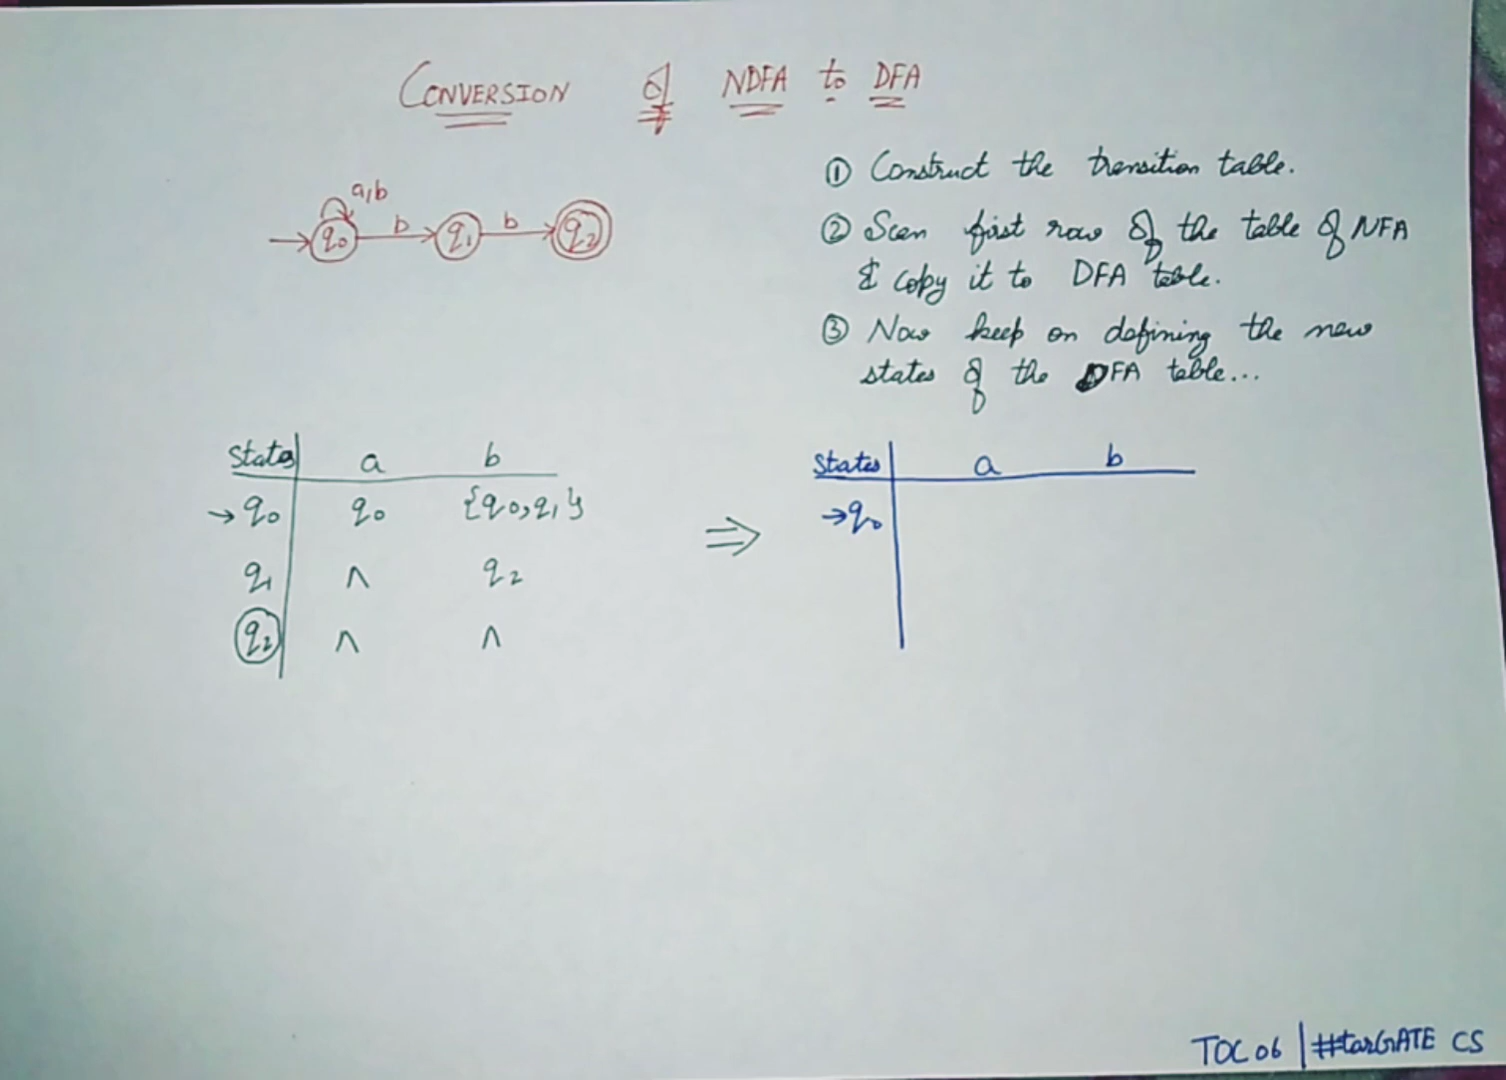 CONVERSION of NDFA to DFA
a,b
q0 b q1 b q2
① Construct the transition table.
② Scan first row of the table of NFA
& copy it to DFA table.
③ Now keep on defining the new
states of the DFA table...
States a b
→ q0 q0 {q0,q1}
q1 ∧ q2
q2 ∧ ∧
⇒
States a b
→q0
TOC 06 | #tarGATE CS